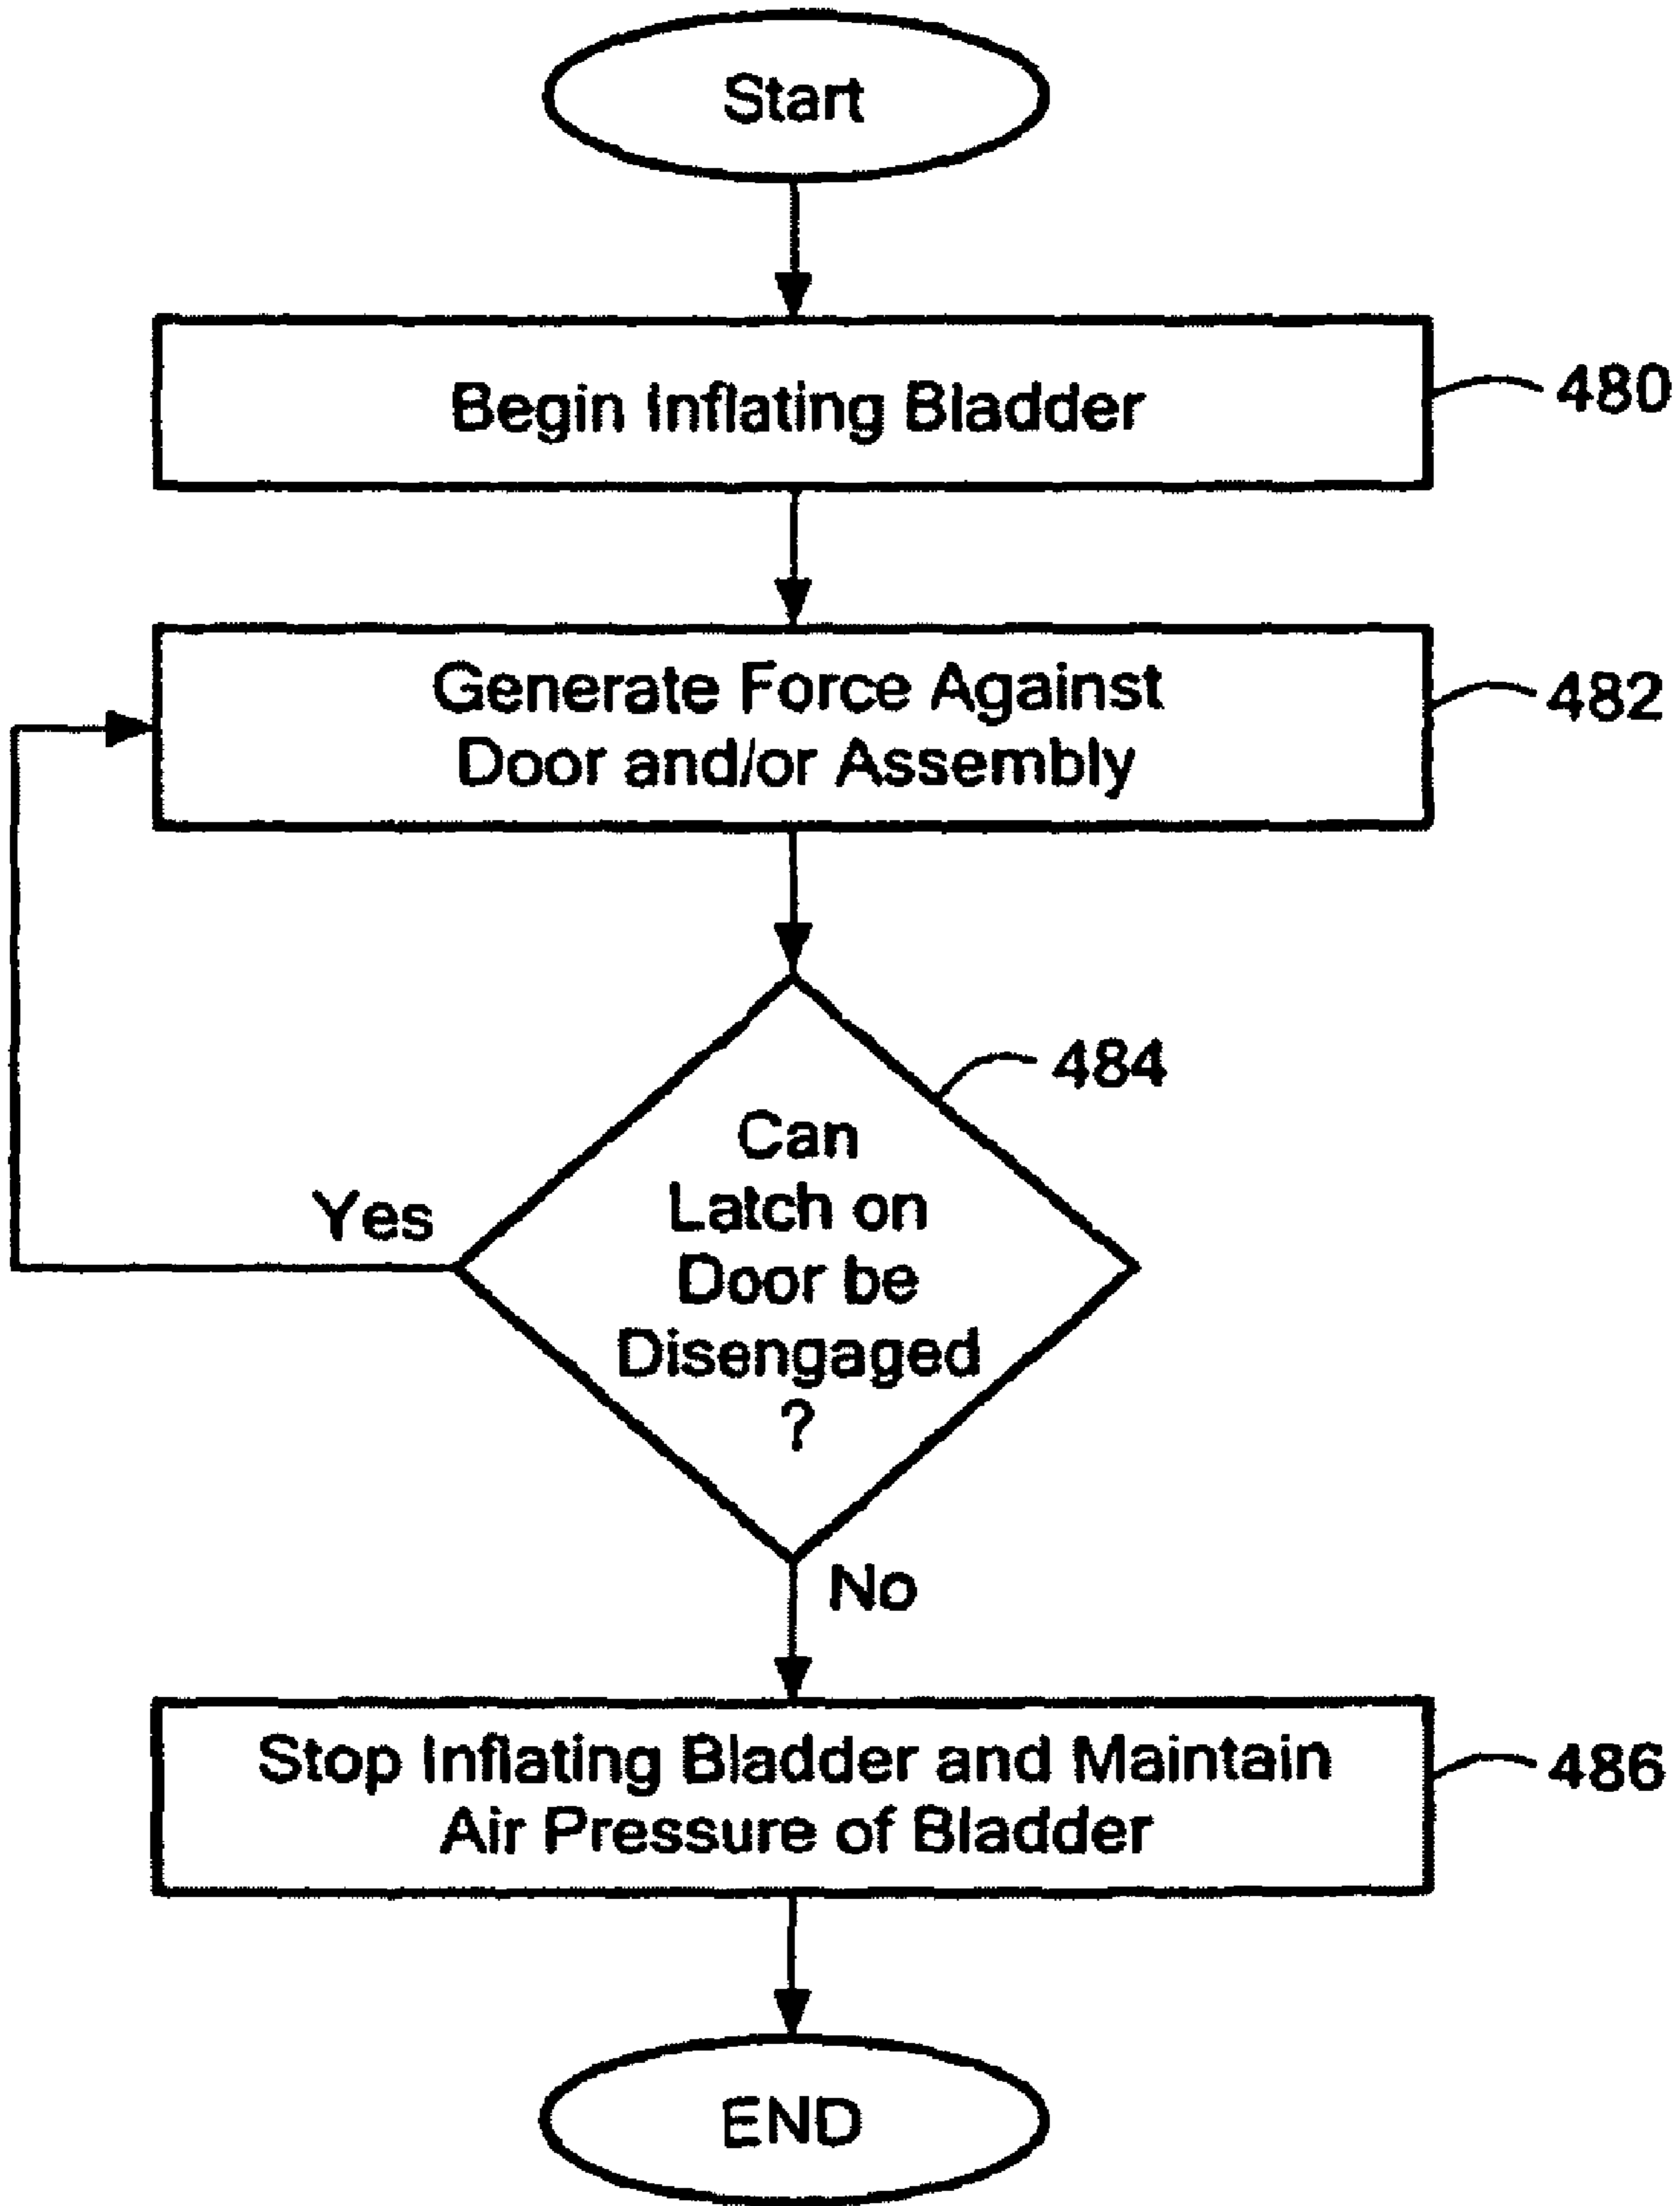 Start
Begin Inflating Bladder
480
Generate Force Against
Door and/or Assembly
482
484
Can
Latch on
Door be
Disengaged
?
Yes
No
Stop Inflating Bladder and Maintain
Air Pressure of Bladder
486
END